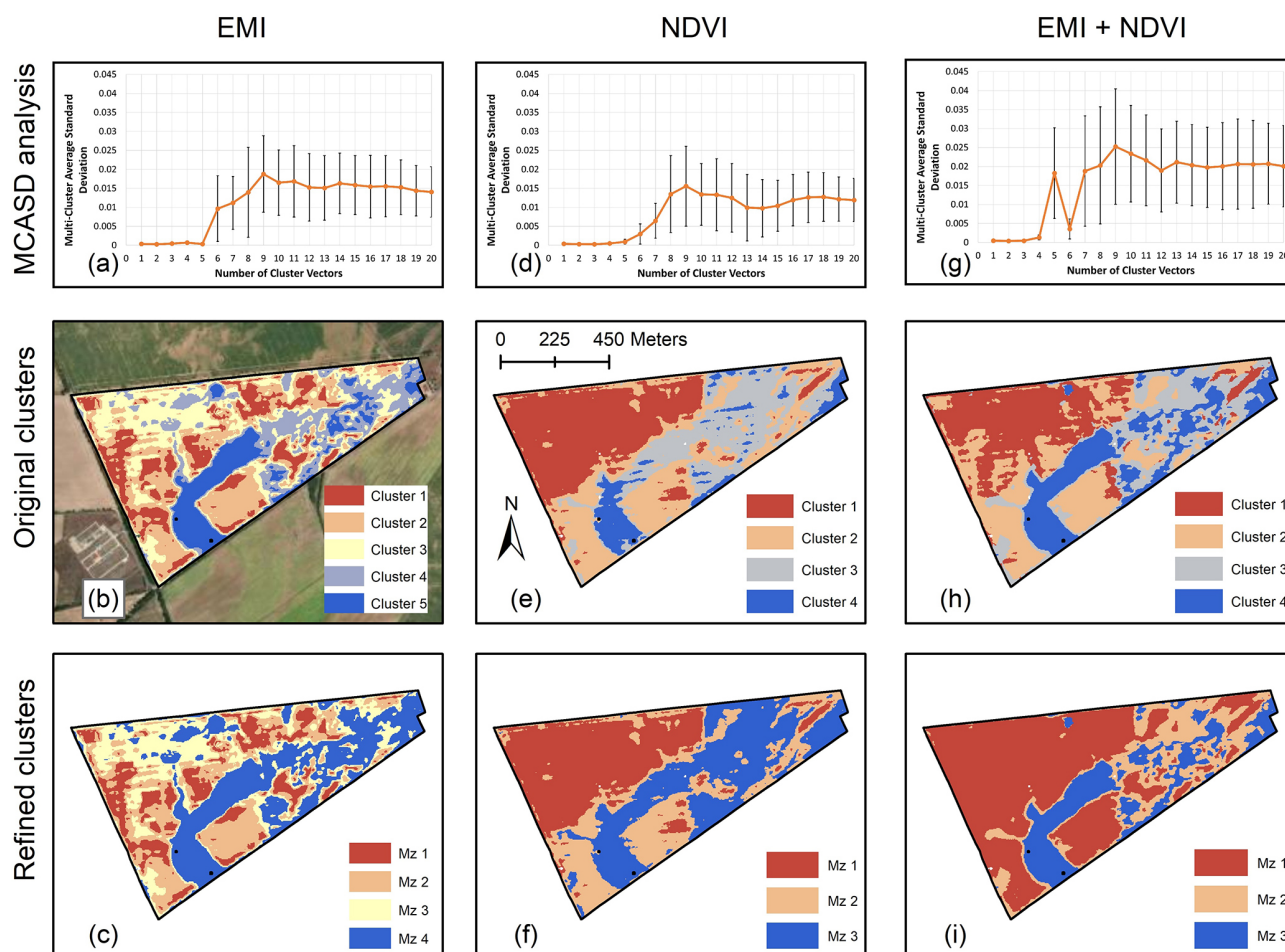 EMI
NDVI
EMI + NDVI
MCASD analysis
Multi-Cluster Average Standard
Deviation
0.045
0.04
0.035
0.03
0.025
0.02
0.015
0.01
0.005
0
0 1 2 3 4 5 6 7 8 9 10 11 12 13 14 15 16 17 18 19 20
Number of Cluster Vectors
(a)
Multi-Cluster Average Standard
Deviation
0.045
0.04
0.035
0.03
0.025
0.02
0.015
0.01
0.005
0
0 1 2 3 4 5 6 7 8 9 10 11 12 13 14 15 16 17 18 19 20
Number of Cluster Vectors
(d)
Multi-Cluster Average Standard
Deviation
0.045
0.04
0.035
0.03
0.025
0.02
0.015
0.01
0.005
0
0 1 2 3 4 5 6 7 8 9 10 11 12 13 14 15 16 17 18 19 20
Number of Cluster Vectors
(g)
Original clusters
Cluster 1
Cluster 2
Cluster 3
Cluster 4
Cluster 5
(b)
0 225 450 Meters
N
Cluster 1
Cluster 2
Cluster 3
Cluster 4
(e)
Cluster 1
Cluster 2
Cluster 3
Cluster 4
(h)
Refined clusters
Mz 1
Mz 2
Mz 3
Mz 4
(c)
Mz 1
Mz 2
Mz 3
(f)
Mz 1
Mz 2
Mz 3
(i)